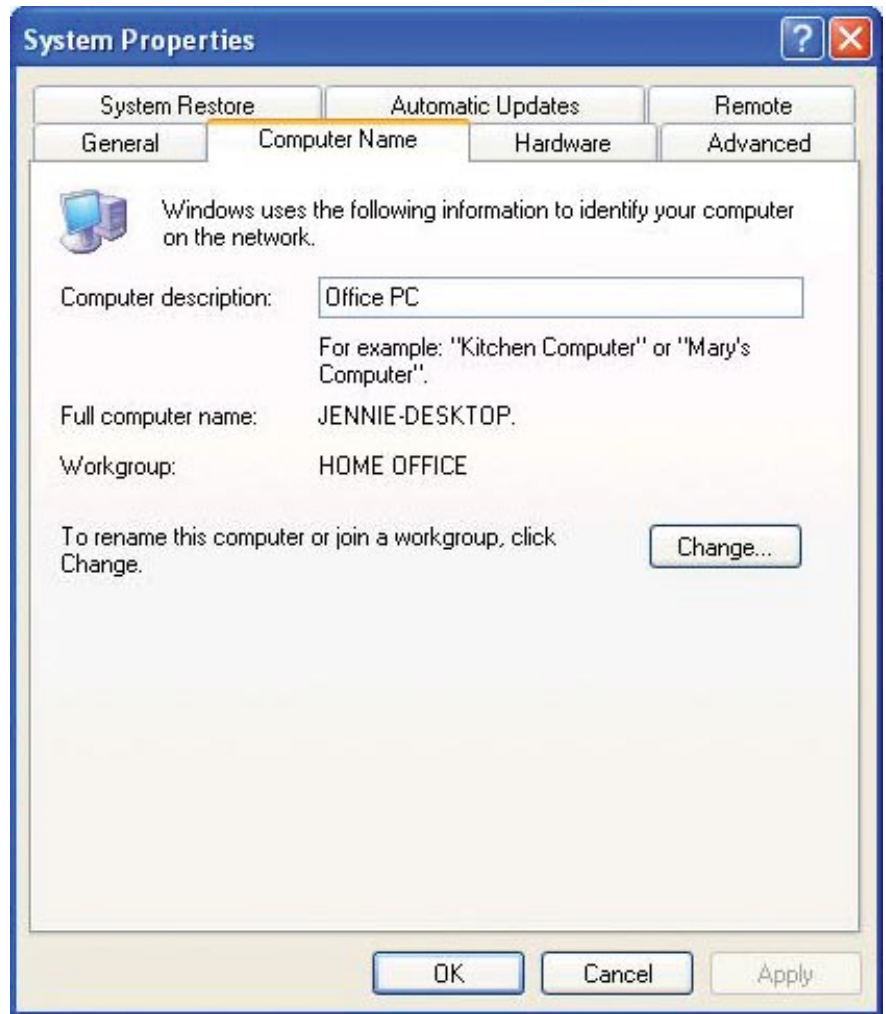 System Properties
System Restore Automatic Updates Remote
General Computer Name Hardware Advanced
Windows uses the following information to identify your computer
on the network.
Computer description: Office PC
For example: "Kitchen Computer" or "Mary's
Computer".
Full computer name: JENNIE-DESKTOP.
Workgroup: HOME OFFICE
To rename this computer or join a workgroup, click
Change.
Change...
OK Cancel Apply